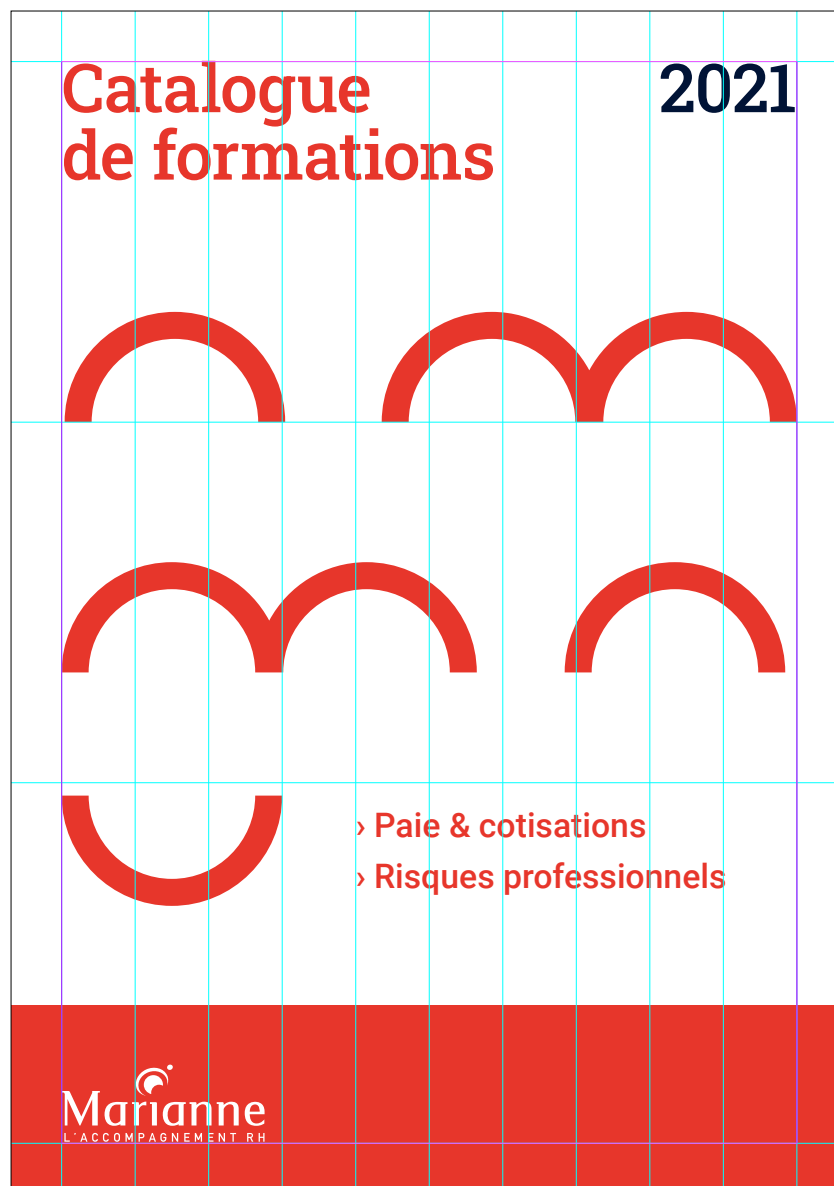 Catalogue
de formations
2021
› Paie & cotisations
› Risques professionnels
Marianne
L'ACCOMPAGNEMENT RH